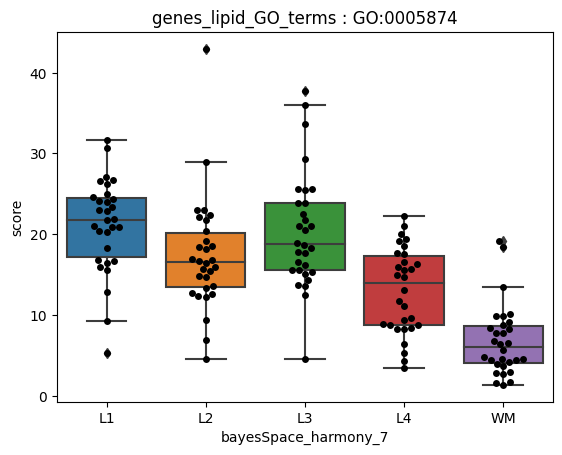 genes_lipid_GO_terms : GO:0005874
40
30
20
10
0
score
L1 L2 L3 L4 WM
bayesSpace_harmony_7